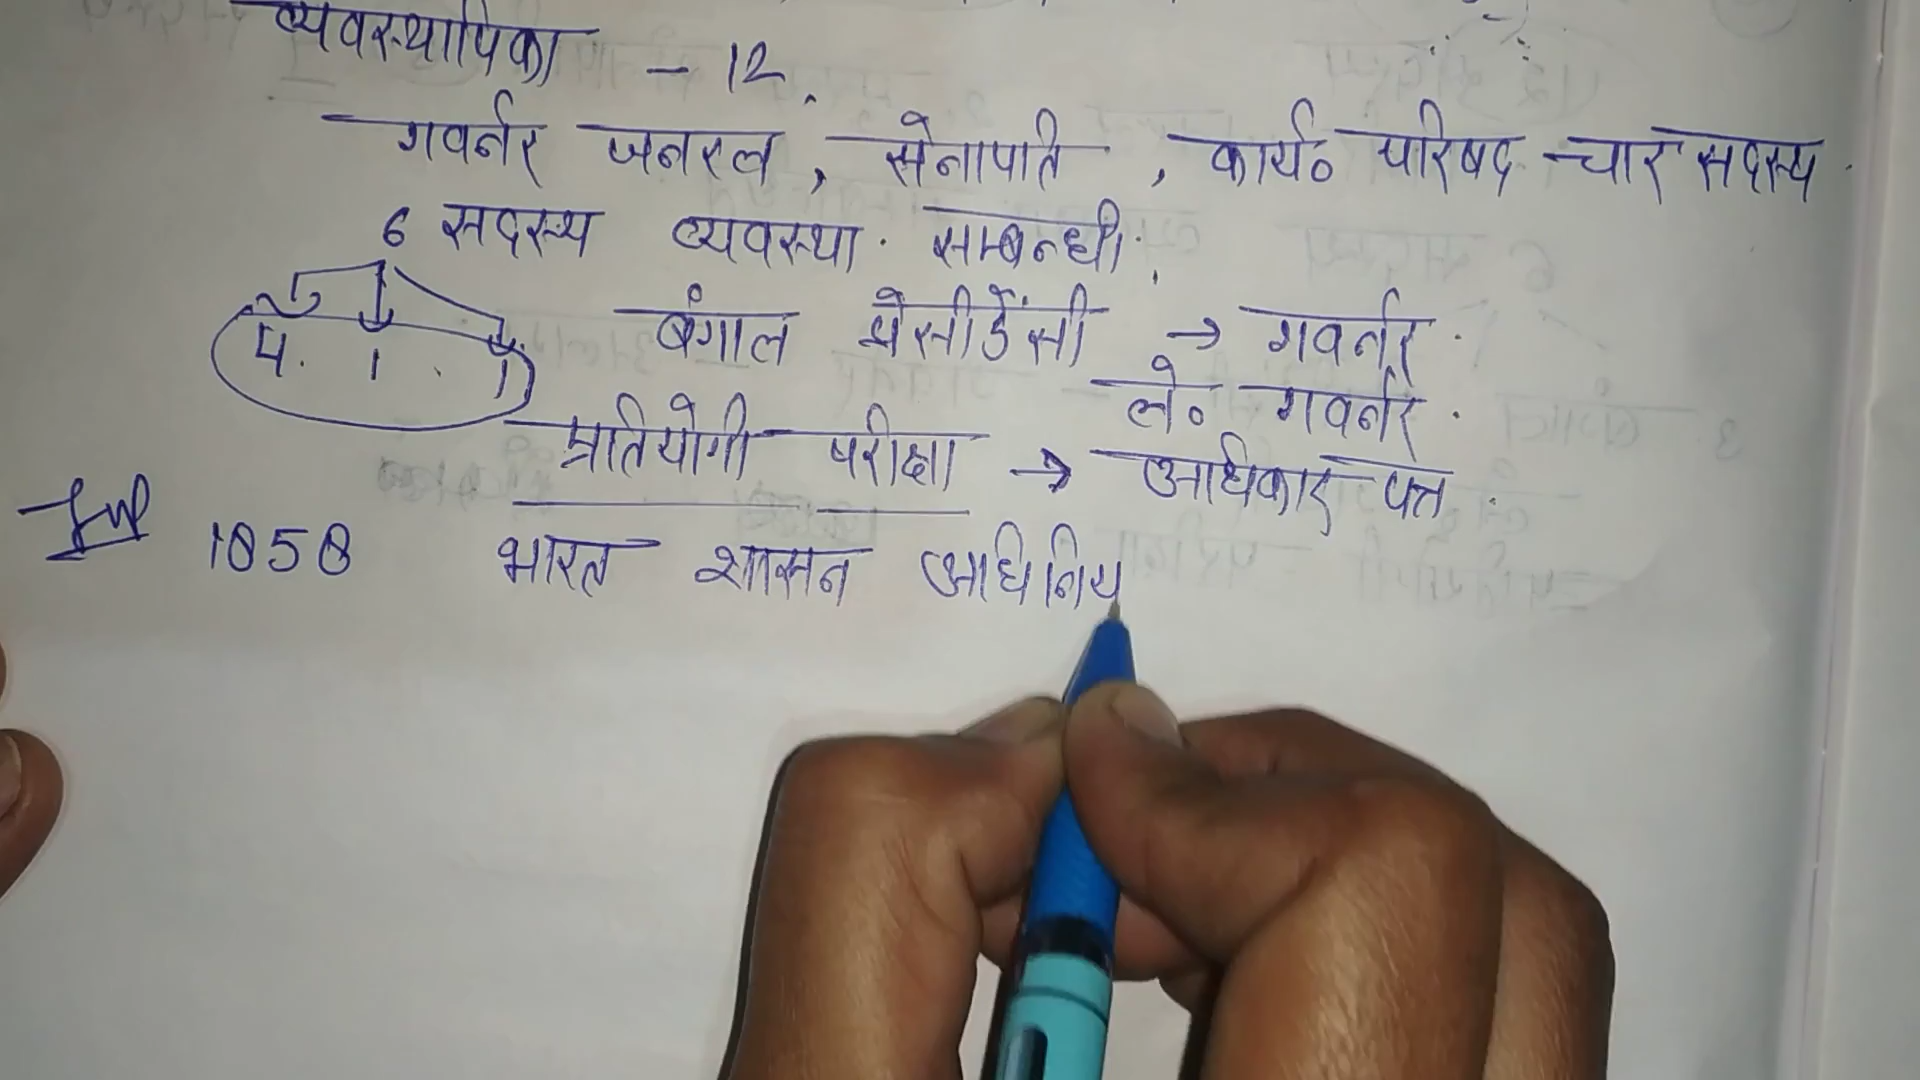 व्यवस्थापिका - 12.
गवर्नर जनरल, सेनापति, कार्य० परिषद - चार सदस्य.
6 सदस्य व्यवस्था. सम्बन्धी.
बंगाल प्रेसीडेंसी → गवर्नर.
4. 1. 1
ले० गवर्नर.
प्रतियोगी परीक्षा → अधिकार पत्र.
Imp 1858 भारत शासन अधिनिय